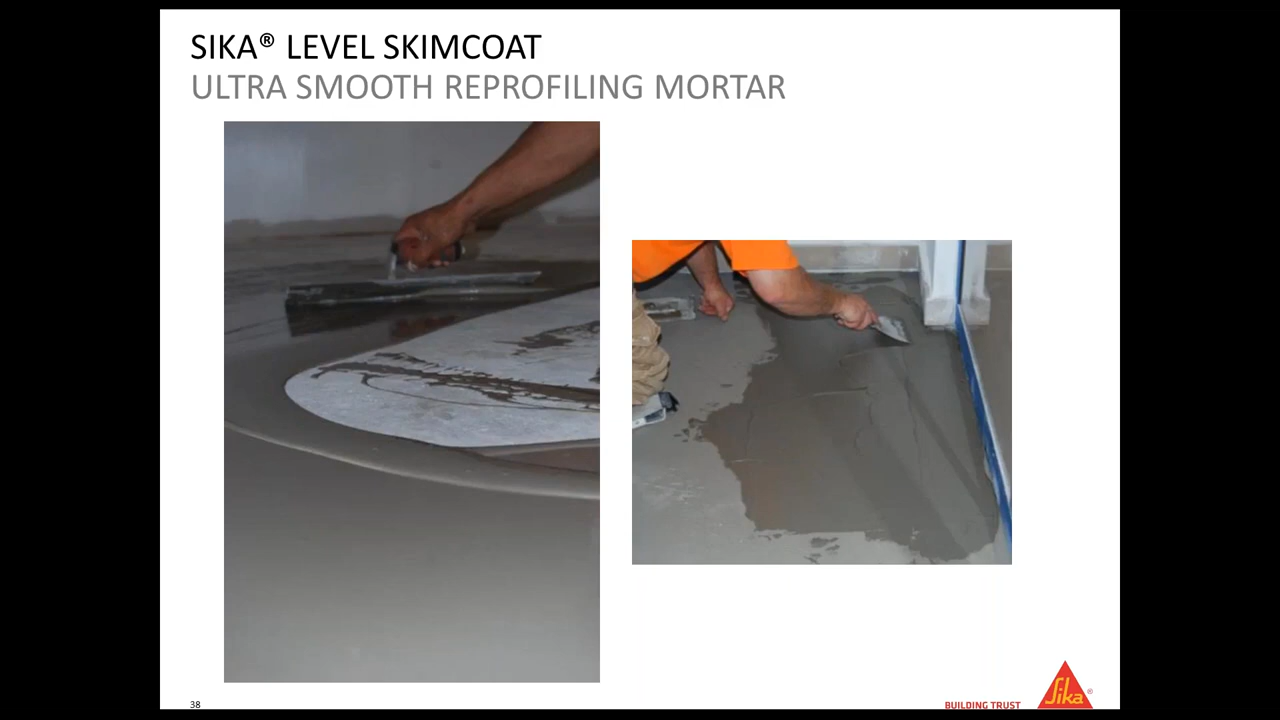 SIKA® LEVEL SKIMCOAT
ULTRA SMOOTH REPROFILING MORTAR
38
BUILDING TRUST
Sika®